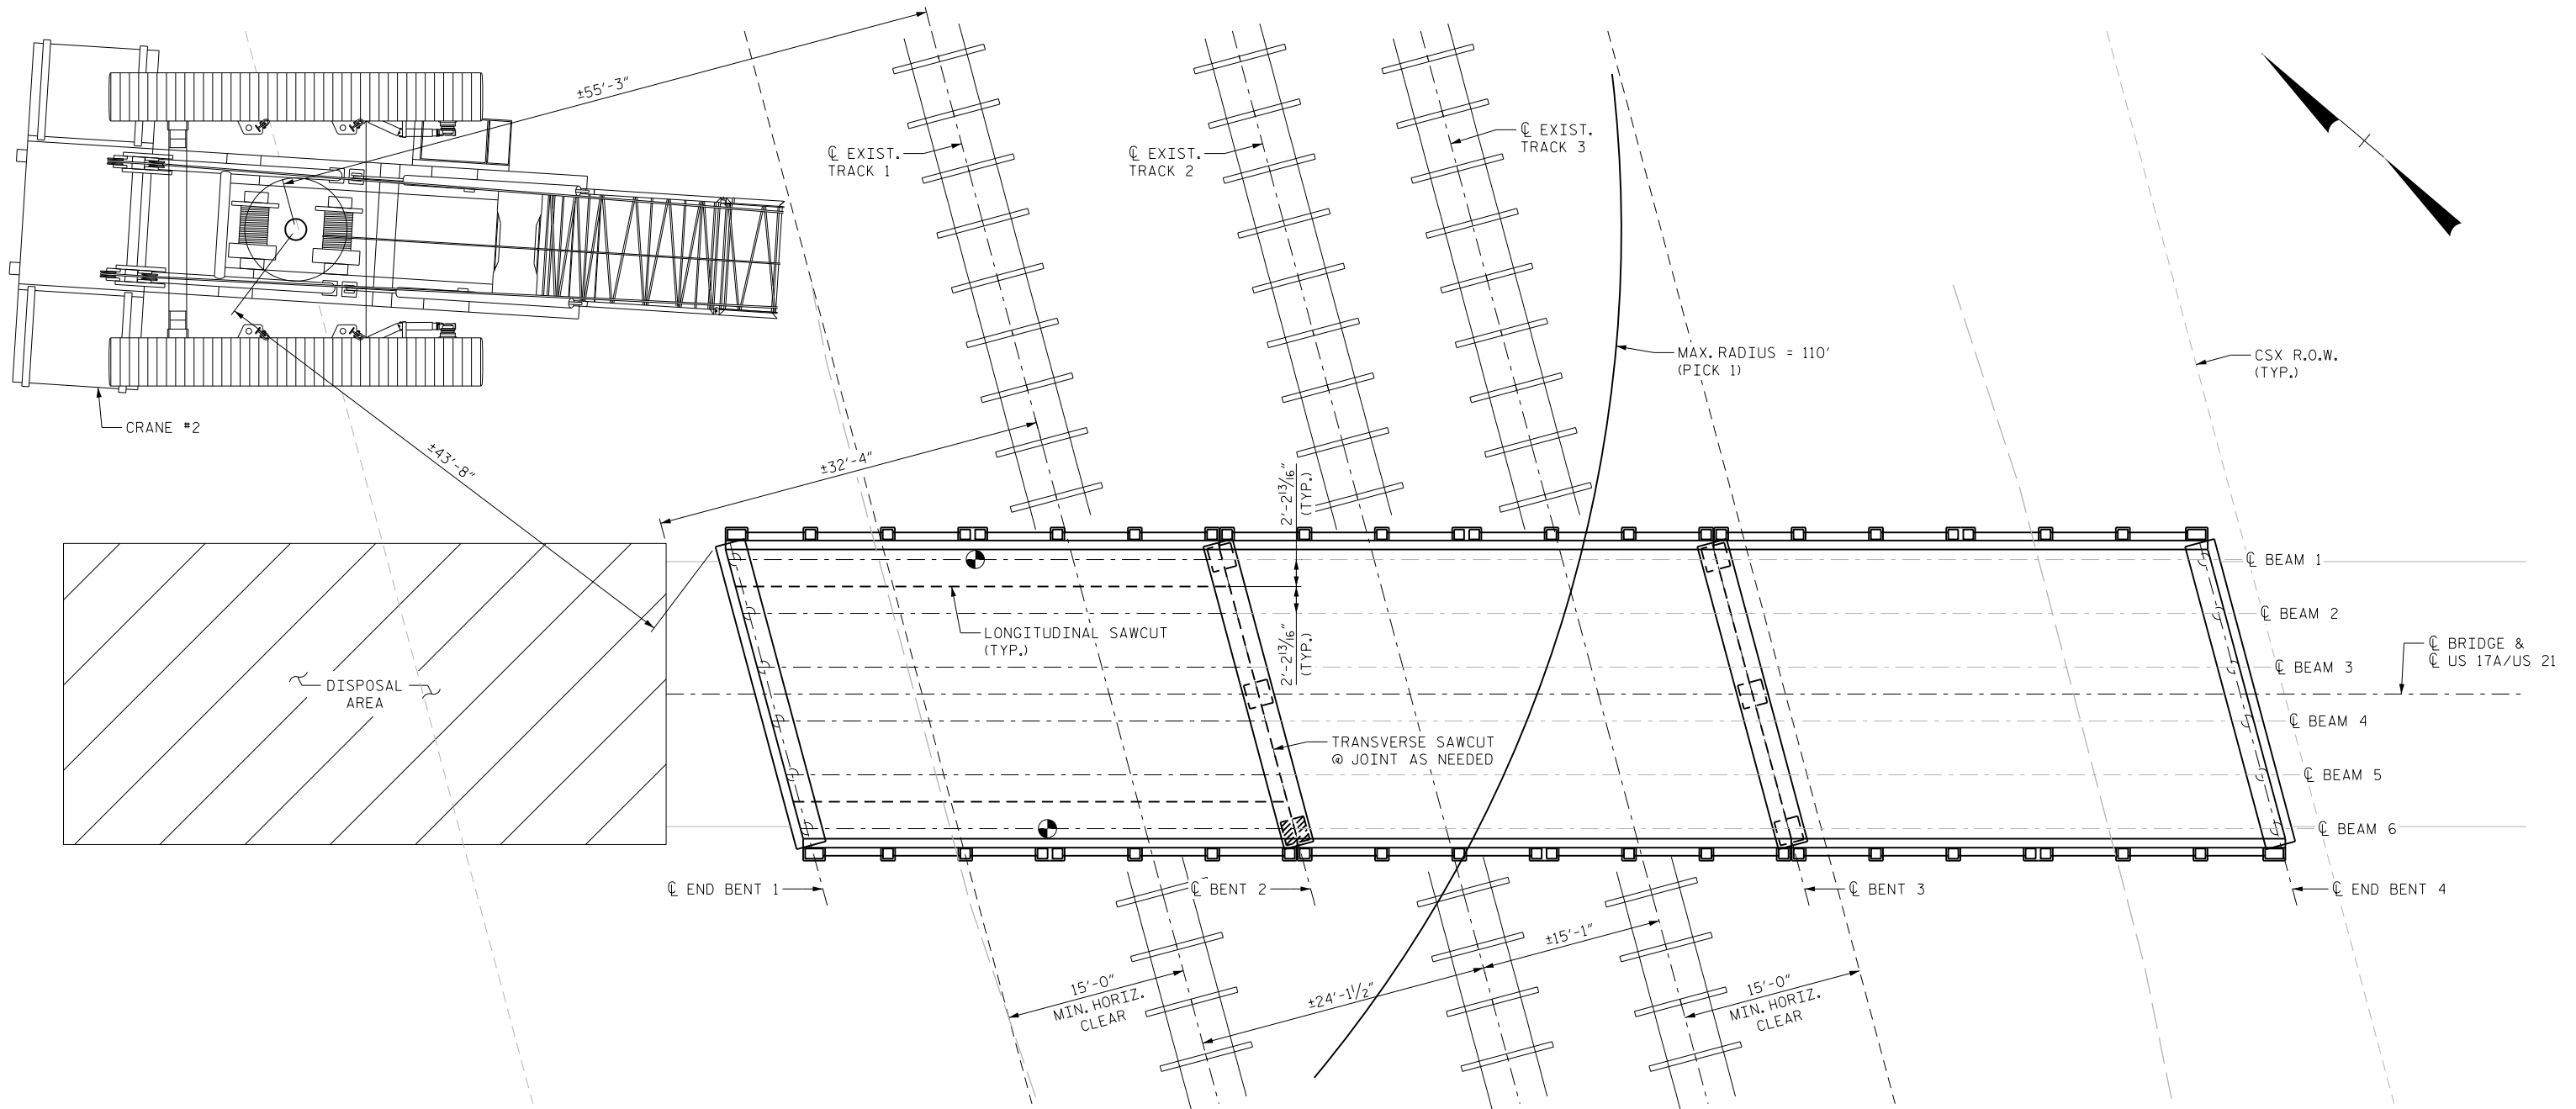 ±55'-3"
℄ EXIST.
TRACK 1
℄ EXIST.
TRACK 2
℄ EXIST.
TRACK 3
MAX. RADIUS = 110'
(PICK 1)
CSX R.O.W.
(TYP.)
CRANE #2
±43'-8"
±32'-4"
2'-2 13/16"
(TYP.)
2'-2 13/16"
(TYP.)
LONGITUDINAL SAWCUT
(TYP.)
DISPOSAL
AREA
TRANSVERSE SAWCUT
@ JOINT AS NEEDED
℄ BEAM 1
℄ BEAM 2
℄ BEAM 3
℄ BRIDGE &
℄ US 17A/US 21
℄ BEAM 4
℄ BEAM 5
℄ BEAM 6
℄ END BENT 1
℄ BENT 2
℄ BENT 3
℄ END BENT 4
15'-0"
MIN. HORIZ.
CLEAR
±24'-1 1/2"
±15'-1"
15'-0"
MIN. HORIZ.
CLEAR